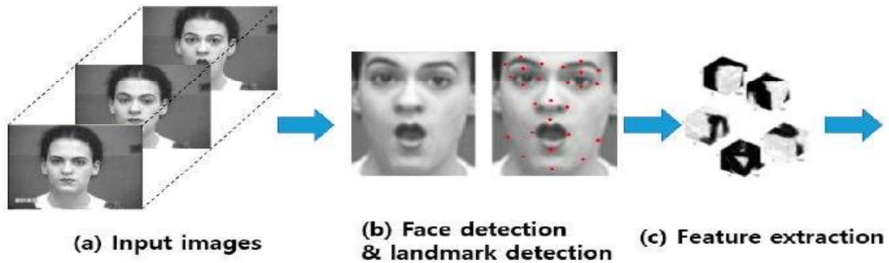 (a) Input images
(b) Face detection
& landmark detection
(c) Feature extraction